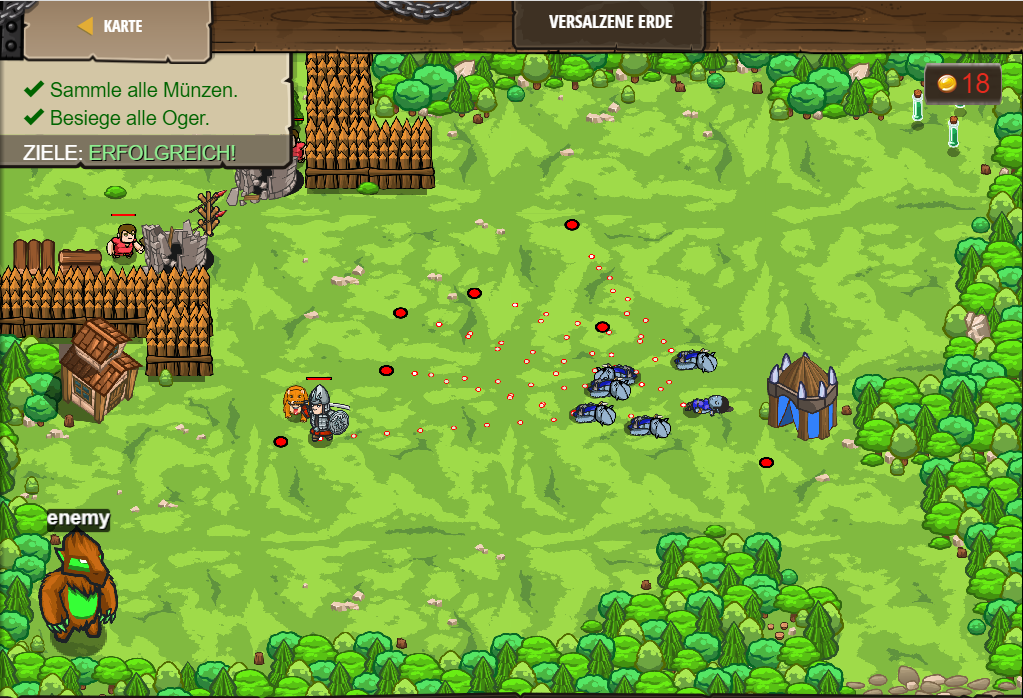 KARTE
VERSALZENE ERDE
18
Sammle alle Münzen.
Besiege alle Oger.
ZIELE: ERFOLGREICH!
enemy